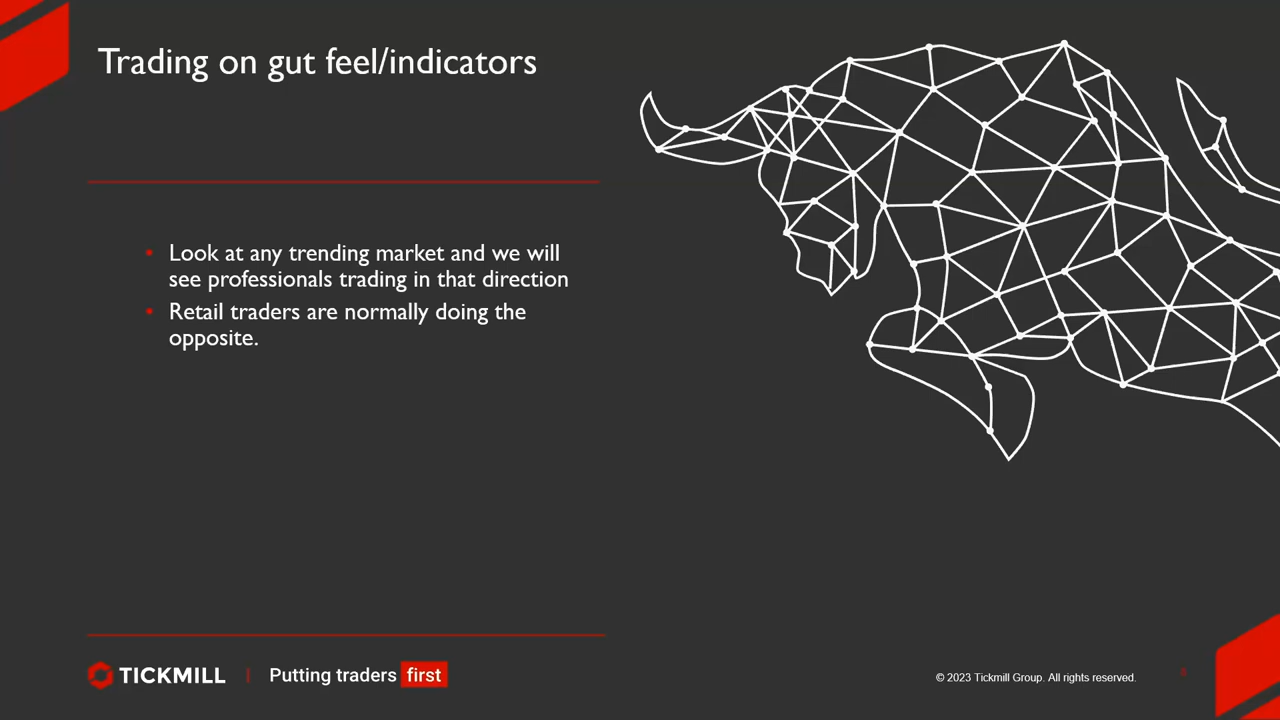 Trading on gut feel/indicators
Look at any trending market and we will
see professionals trading in that direction
Retail traders are normally doing the
opposite.
TICKMILL | Putting traders first
© 2023 Tickmill Group. All rights reserved.